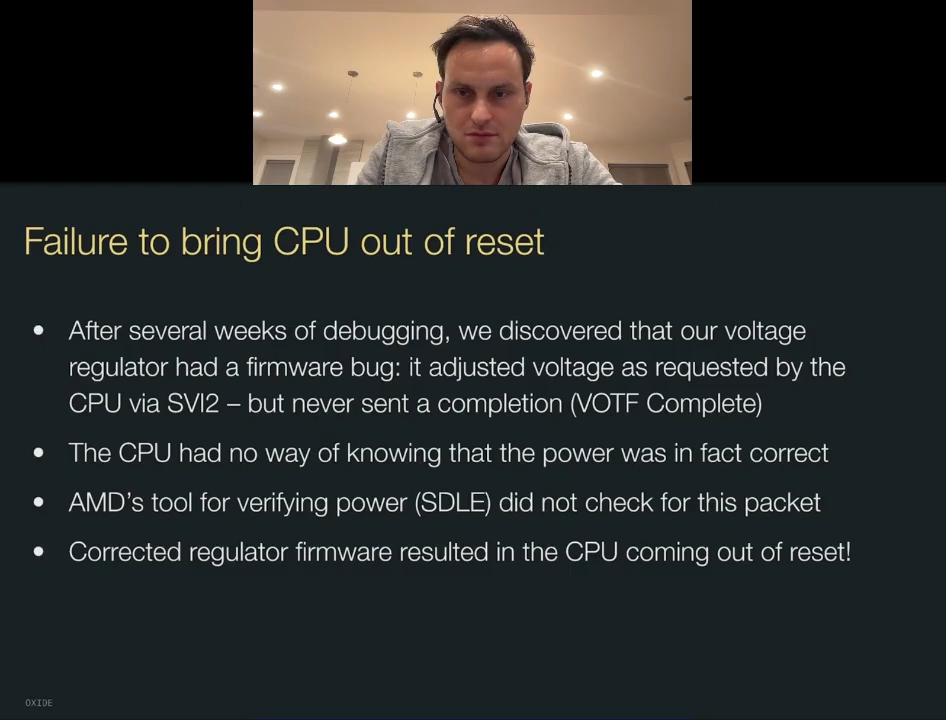 Failure to bring CPU out of reset
• After several weeks of debugging, we discovered that our voltage
regulator had a firmware bug: it adjusted voltage as requested by the
CPU via SVI2 – but never sent a completion (VOTF Complete)
• The CPU had no way of knowing that the power was in fact correct
• AMD’s tool for verifying power (SDLE) did not check for this packet
• Corrected regulator firmware resulted in the CPU coming out of reset!
OXIDE